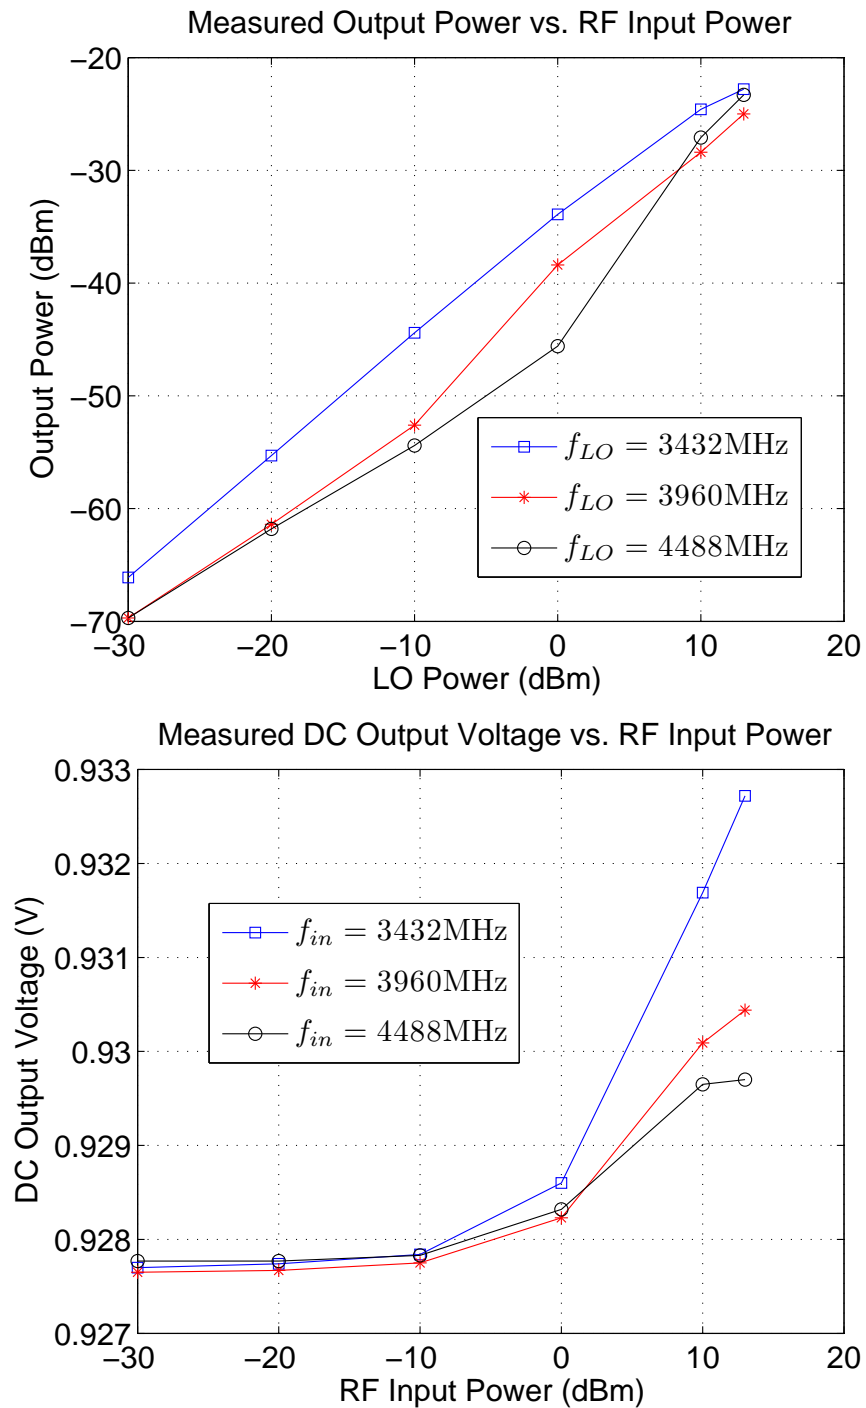 Measured Output Power vs. RF Input Power
−20
−30
−40
−50
−60
−70
Output Power (dBm)
f_LO = 3432MHz
f_LO = 3960MHz
f_LO = 4488MHz
−30 −20 −10 0 10 20
LO Power (dBm)
Measured DC Output Voltage vs. RF Input Power
0.933
0.932
0.931
0.93
0.929
0.928
0.927
DC Output Voltage (V)
f_in = 3432MHz
f_in = 3960MHz
f_in = 4488MHz
−30 −20 −10 0 10 20
RF Input Power (dBm)